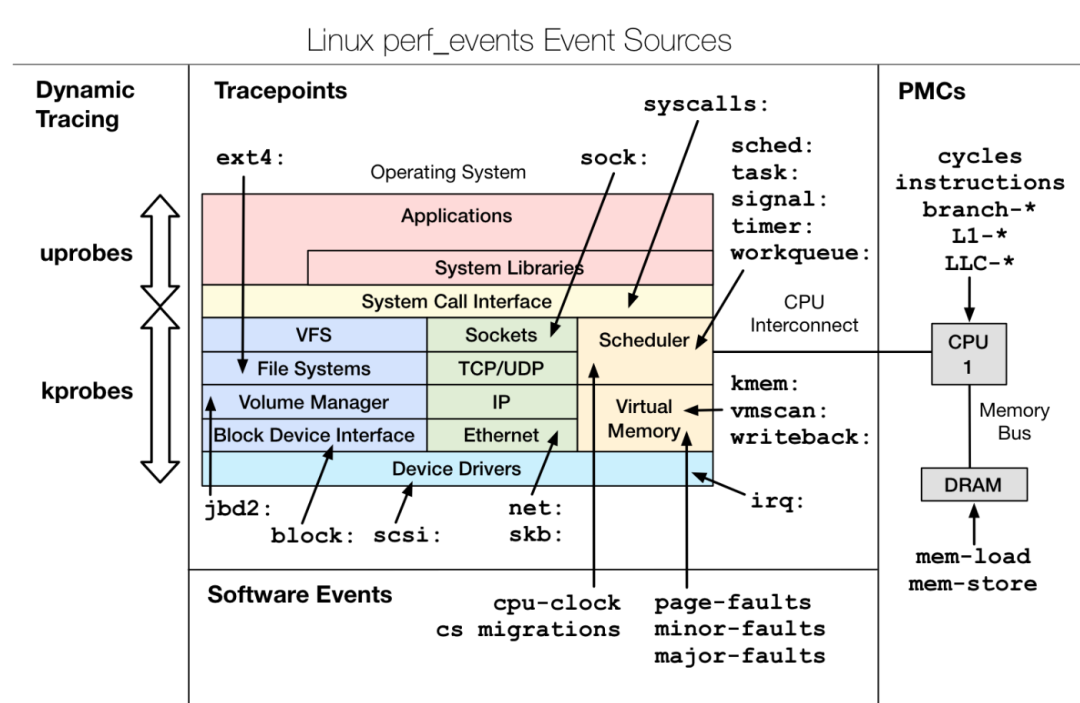 Linux perf_events Event Sources
Dynamic
Tracing
uprobes
kprobes
Tracepoints
syscalls:
ext4:
sock:
Operating System
sched:
task:
signal:
timer:
workqueue:
Applications
System Libraries
System Call Interface
VFS
Sockets
Scheduler
File Systems
TCP/UDP
Volume Manager
IP
Virtual
Memory
Block Device Interface
Ethernet
Device Drivers
CPU
Interconnect
kmem:
vmscan:
writeback:
jbd2:
block:
scsi:
net:
skb:
irq:
Software Events
cpu-clock
cs migrations
page-faults
minor-faults
major-faults
PMCs
cycles
instructions
branch-*
L1-*
LLC-*
CPU
1
Memory
Bus
DRAM
mem-load
mem-store